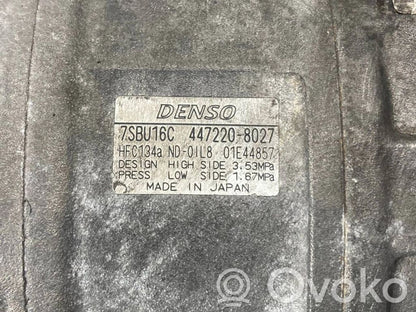 DENSO
7SBU16C 447220-8027
HFC134a ND-OIL8 01E44857
DESIGN HIGH SIDE 3.53MPa
PRESS LOW SIDE 1.67MPa
MADE IN JAPAN
Ovoko